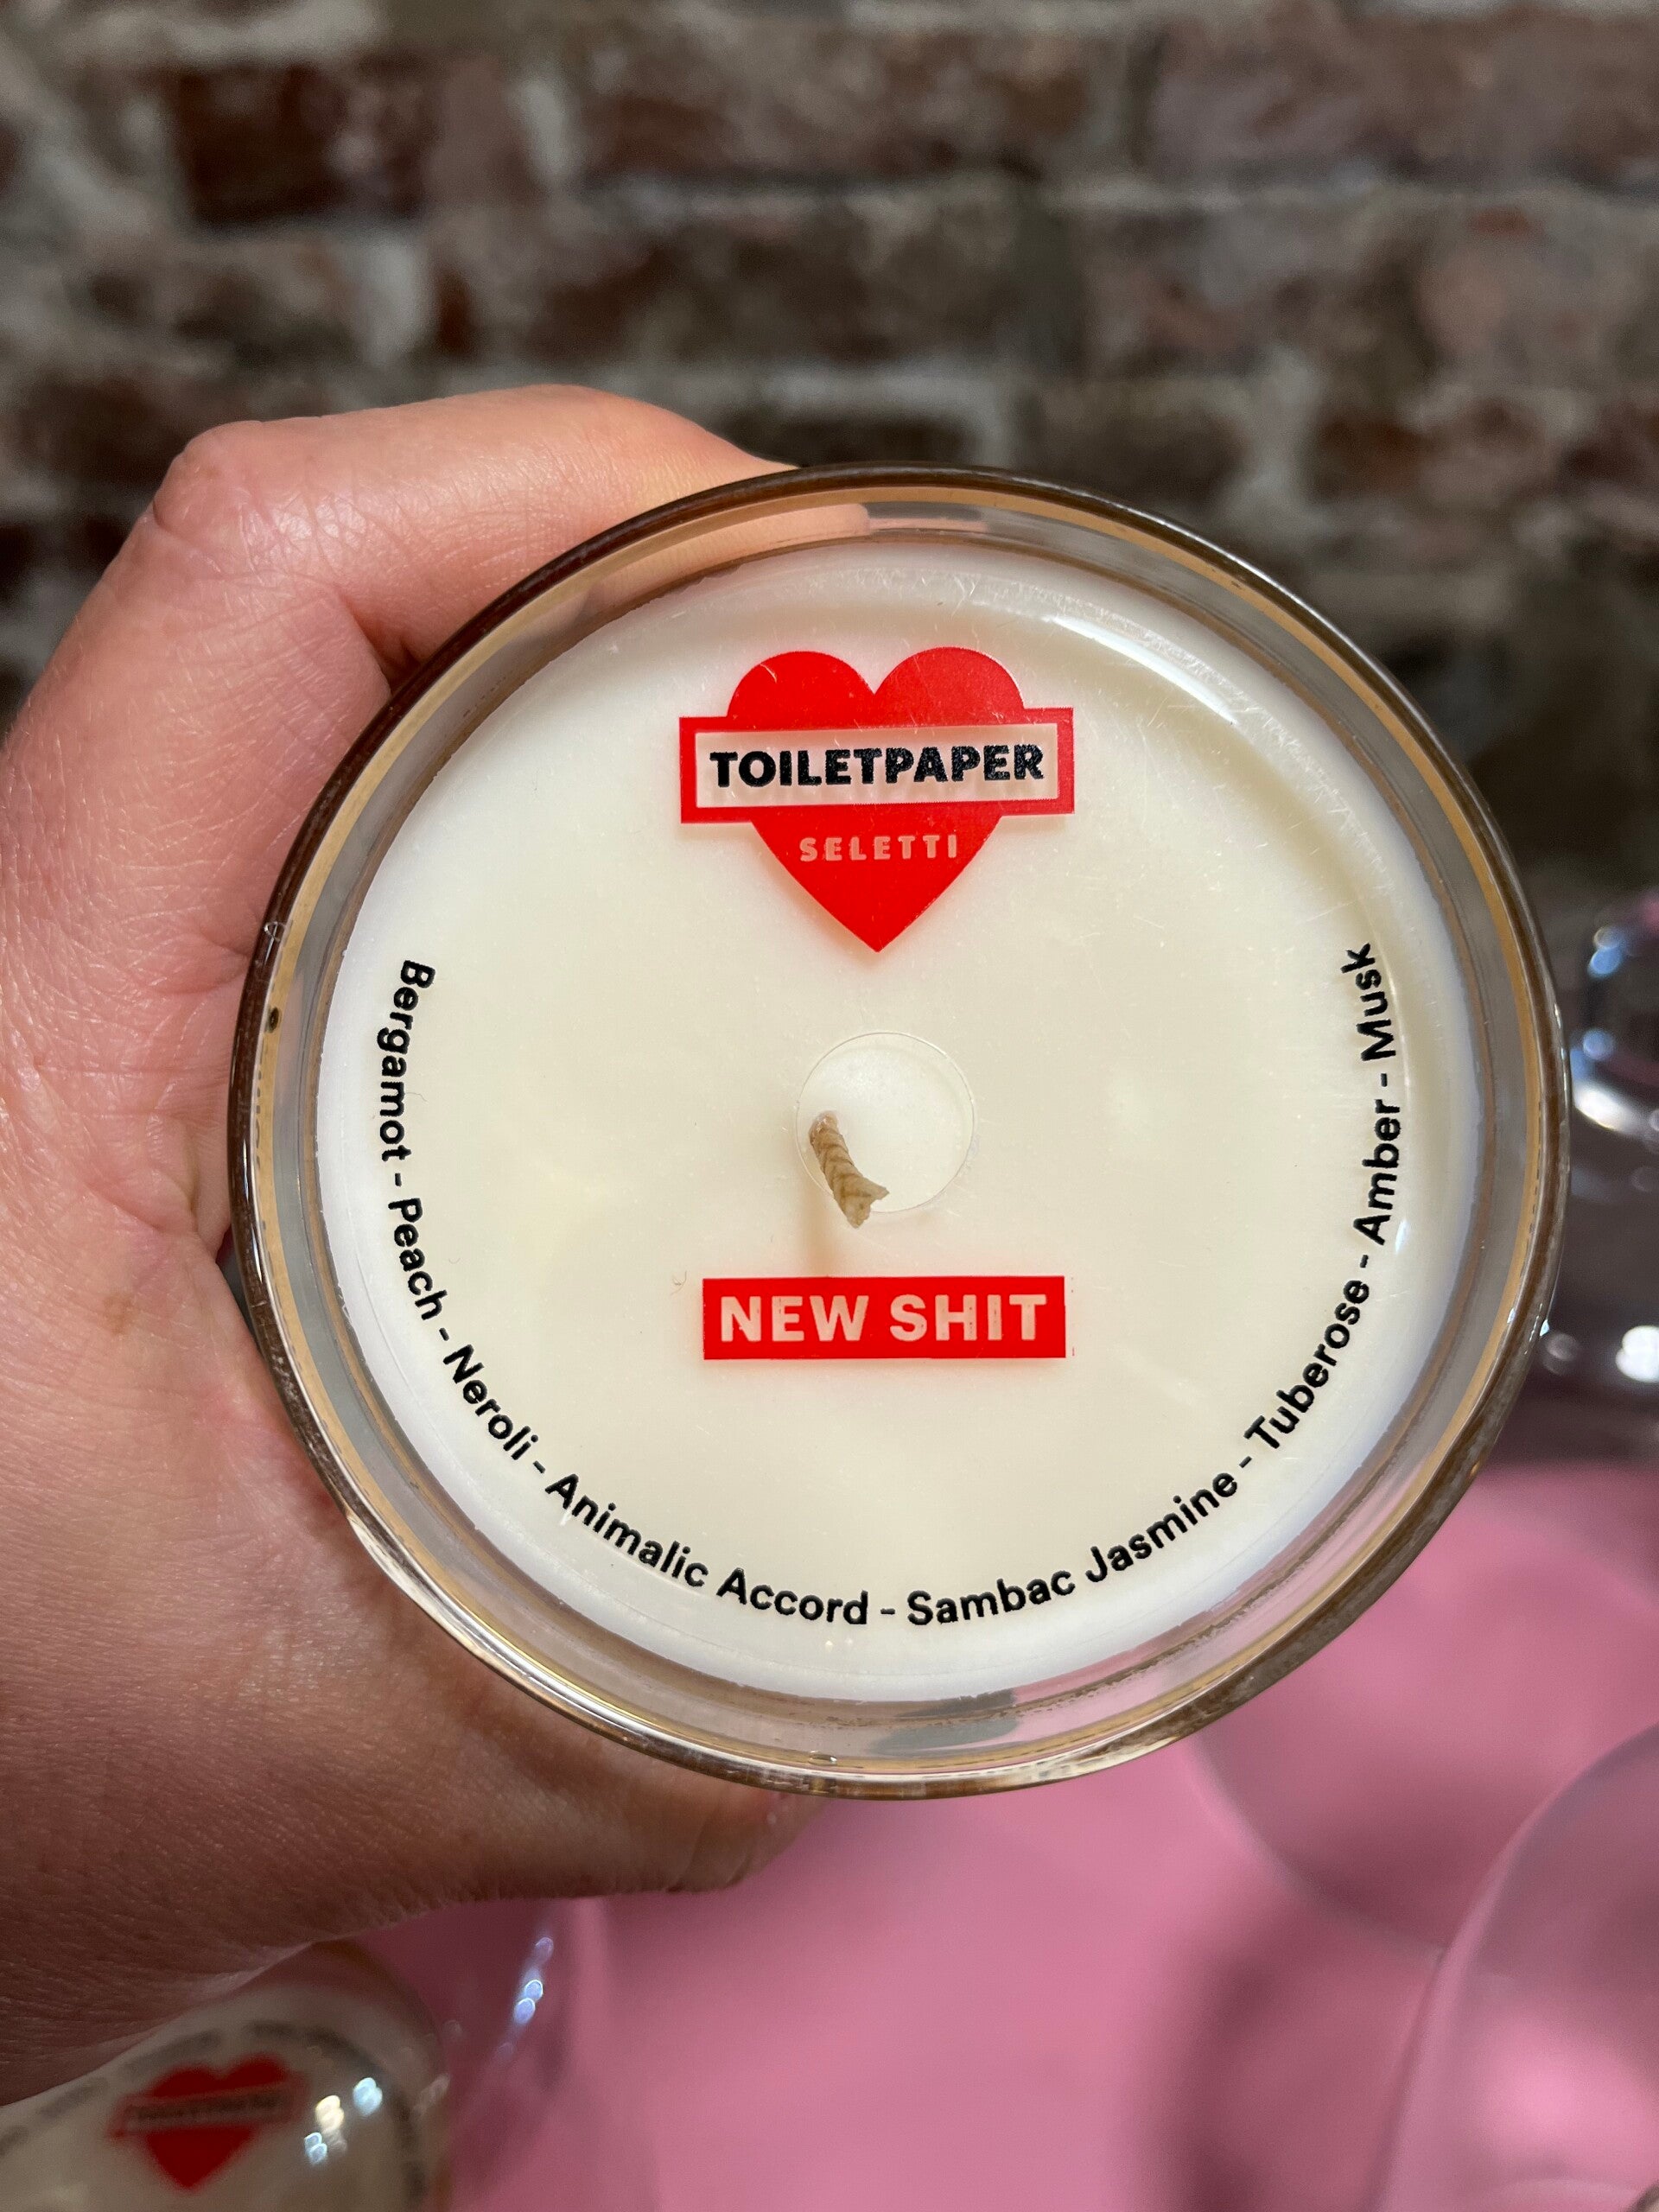 TOILETPAPER
SELETTI
NEW SHIT
Bergamot - Peach - Neroli - Animalic Accord - Sambac Jasmine - Tuberose - Amber - Musk